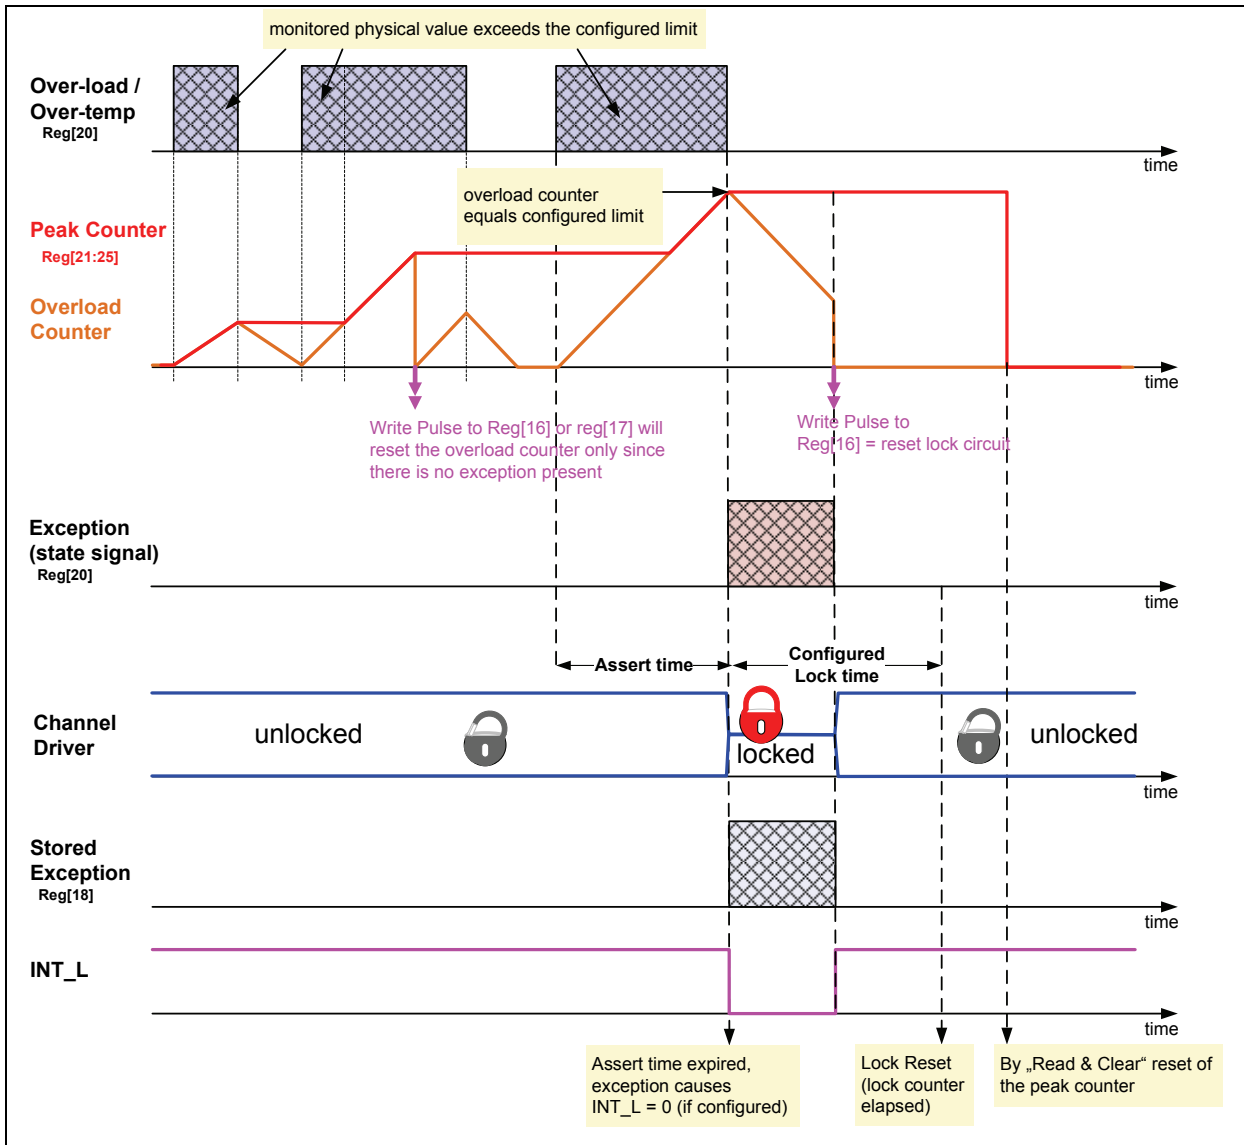 monitored physical value exceeds the configured limit
Over-load /
Over-temp
Reg[20]
time
overload counter
equals configured limit
Peak Counter
Reg[21:25]
Overload
Counter
time
Write Pulse to Reg[16] or reg[17] will
reset the overload counter only since
there is no exception present
Write Pulse to
Reg[16] = reset lock circuit
Exception
(state signal)
Reg[20]
time
Assert time
Configured
Lock time
Channel
Driver
unlocked
locked
unlocked
time
Stored
Exception
Reg[18]
time
INT_L
time
Assert time expired,
exception causes
INT_L = 0 (if configured)
Lock Reset
(lock counter
elapsed)
By „Read & Clear“ reset of
the peak counter